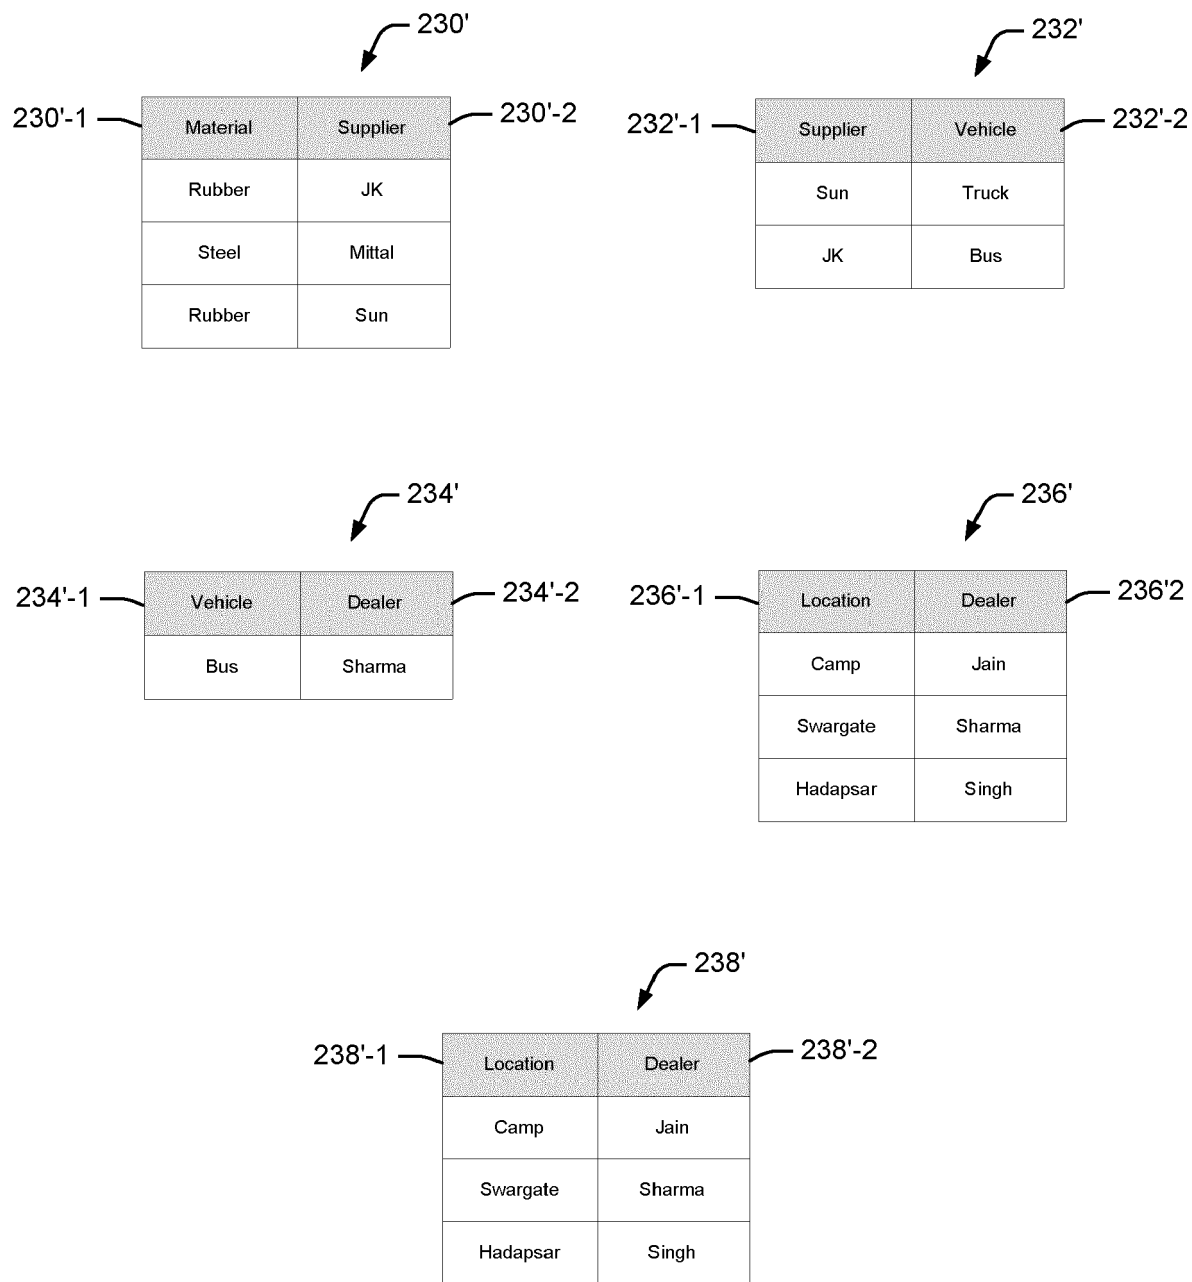 230'
232'
230'-1 Material Supplier 230'-2
232'-1 Supplier Vehicle 232'-2
Rubber JK
Sun Truck
Steel Mittal
JK Bus
Rubber Sun
234'
236'
234'-1 Vehicle Dealer 234'-2
236'-1 Location Dealer 236'2
Bus Sharma
Camp Jain
Swargate Sharma
Hadapsar Singh
238'
238'-1 Location Dealer 238'-2
Camp Jain
Swargate Sharma
Hadapsar Singh